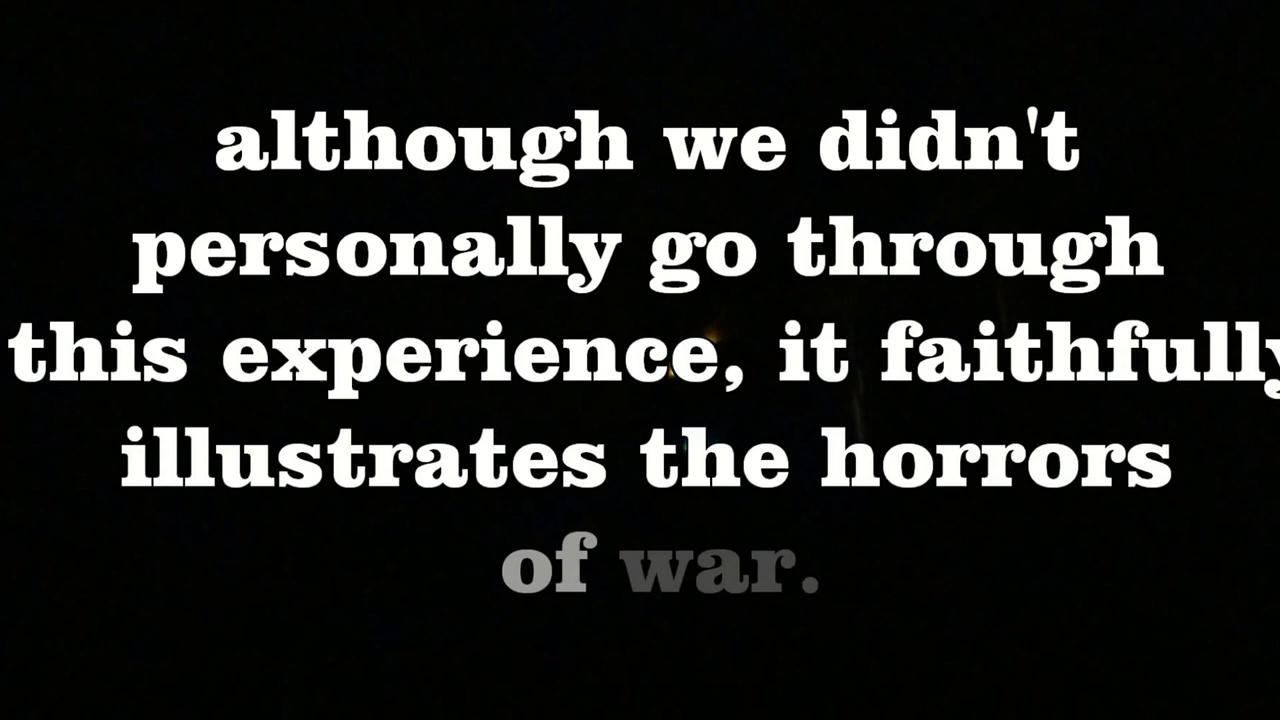 although we didn't
personally go through
this experience, it faithfully
illustrates the horrors
of war.